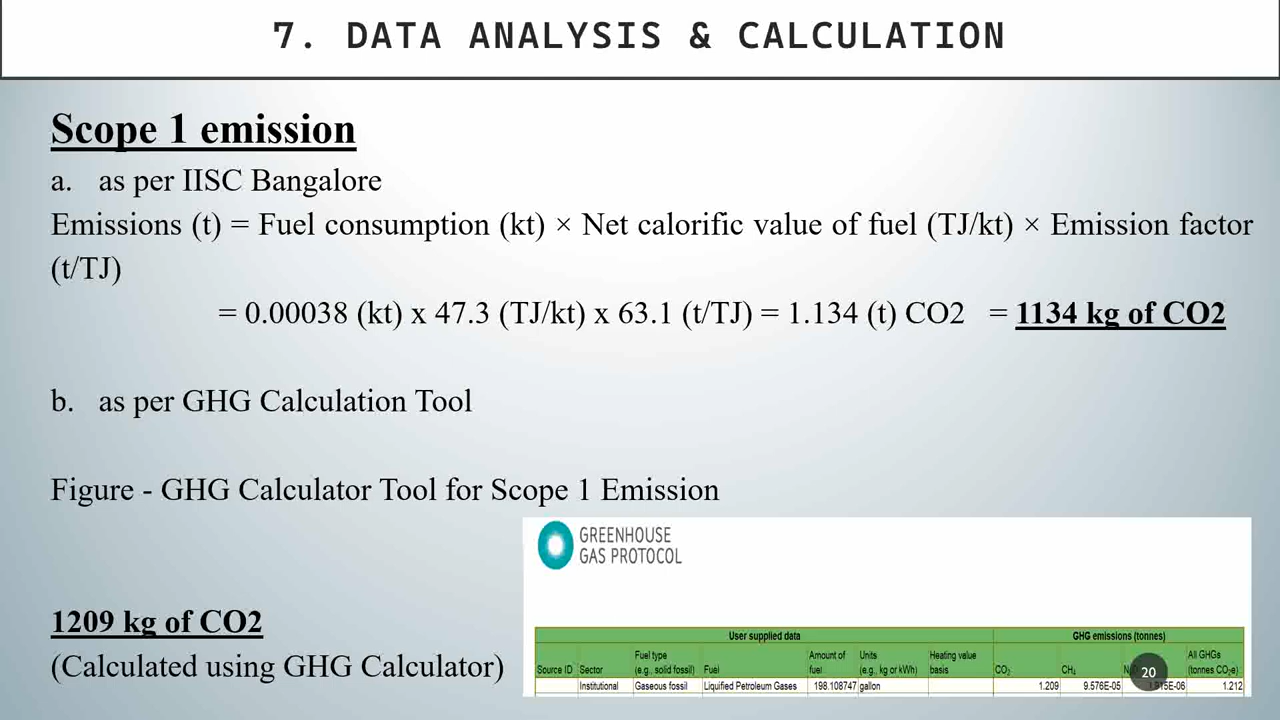 7. DATA ANALYSIS & CALCULATION
Scope 1 emission
a. as per IISC Bangalore
Emissions (t) = Fuel consumption (kt) × Net calorific value of fuel (TJ/kt) × Emission factor
(t/TJ)
= 0.00038 (kt) x 47.3 (TJ/kt) x 63.1 (t/TJ) = 1.134 (t) CO2 = 1134 kg of CO2
b. as per GHG Calculation Tool
Figure - GHG Calculator Tool for Scope 1 Emission
GREENHOUSE
GAS PROTOCOL
1209 kg of CO2
(Calculated using GHG Calculator)
User supplied data GHG emissions (tonnes)
Source ID Sector Fuel type (e.g., solid fossil) Fuel Amount of fuel Units (e.g., kg or kWh) Heating value basis CO₂ CH₄ All GHGs (tonnes CO₂e)
Institutional Gaseous fossil Liquified Petroleum Gases 198.108747 gallon 1.209 9.576E-05 1.212
20